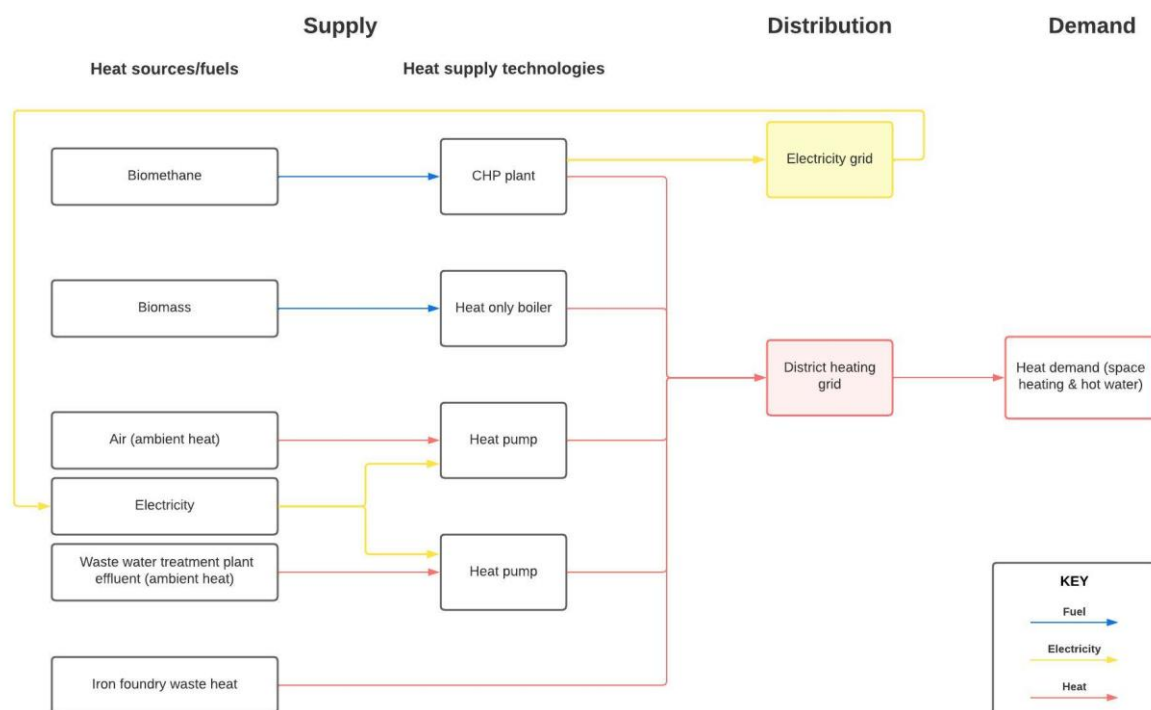 Supply
Distribution
Demand
Heat sources/fuels
Heat supply technologies
Biomethane
CHP plant
Electricity grid
Biomass
Heat only boiler
District heating
grid
Heat demand (space
heating & hot water)
Air (ambient heat)
Heat pump
Electricity
Waste water treatment plant
effluent (ambient heat)
Heat pump
Iron foundry waste heat
KEY
Fuel
Electricity
Heat